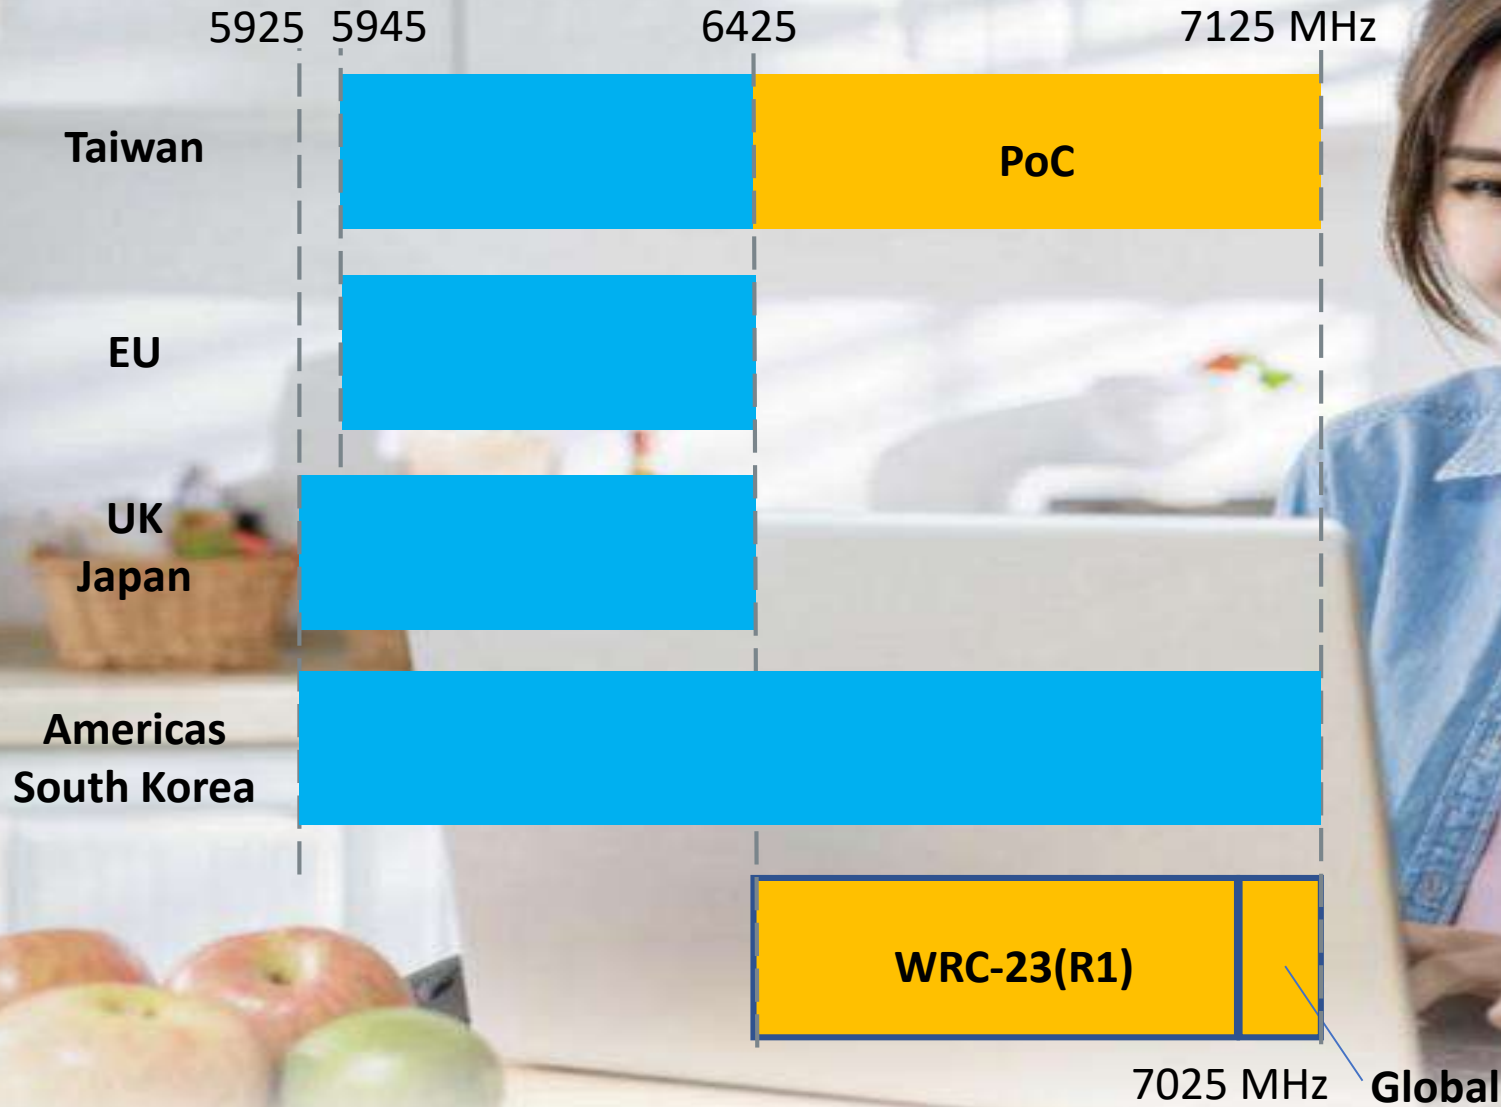 5925 5945 6425 7125 MHz
Taiwan
PoC
EU
UK
Japan
Americas
South Korea
WRC-23(R1)
7025 MHz Global